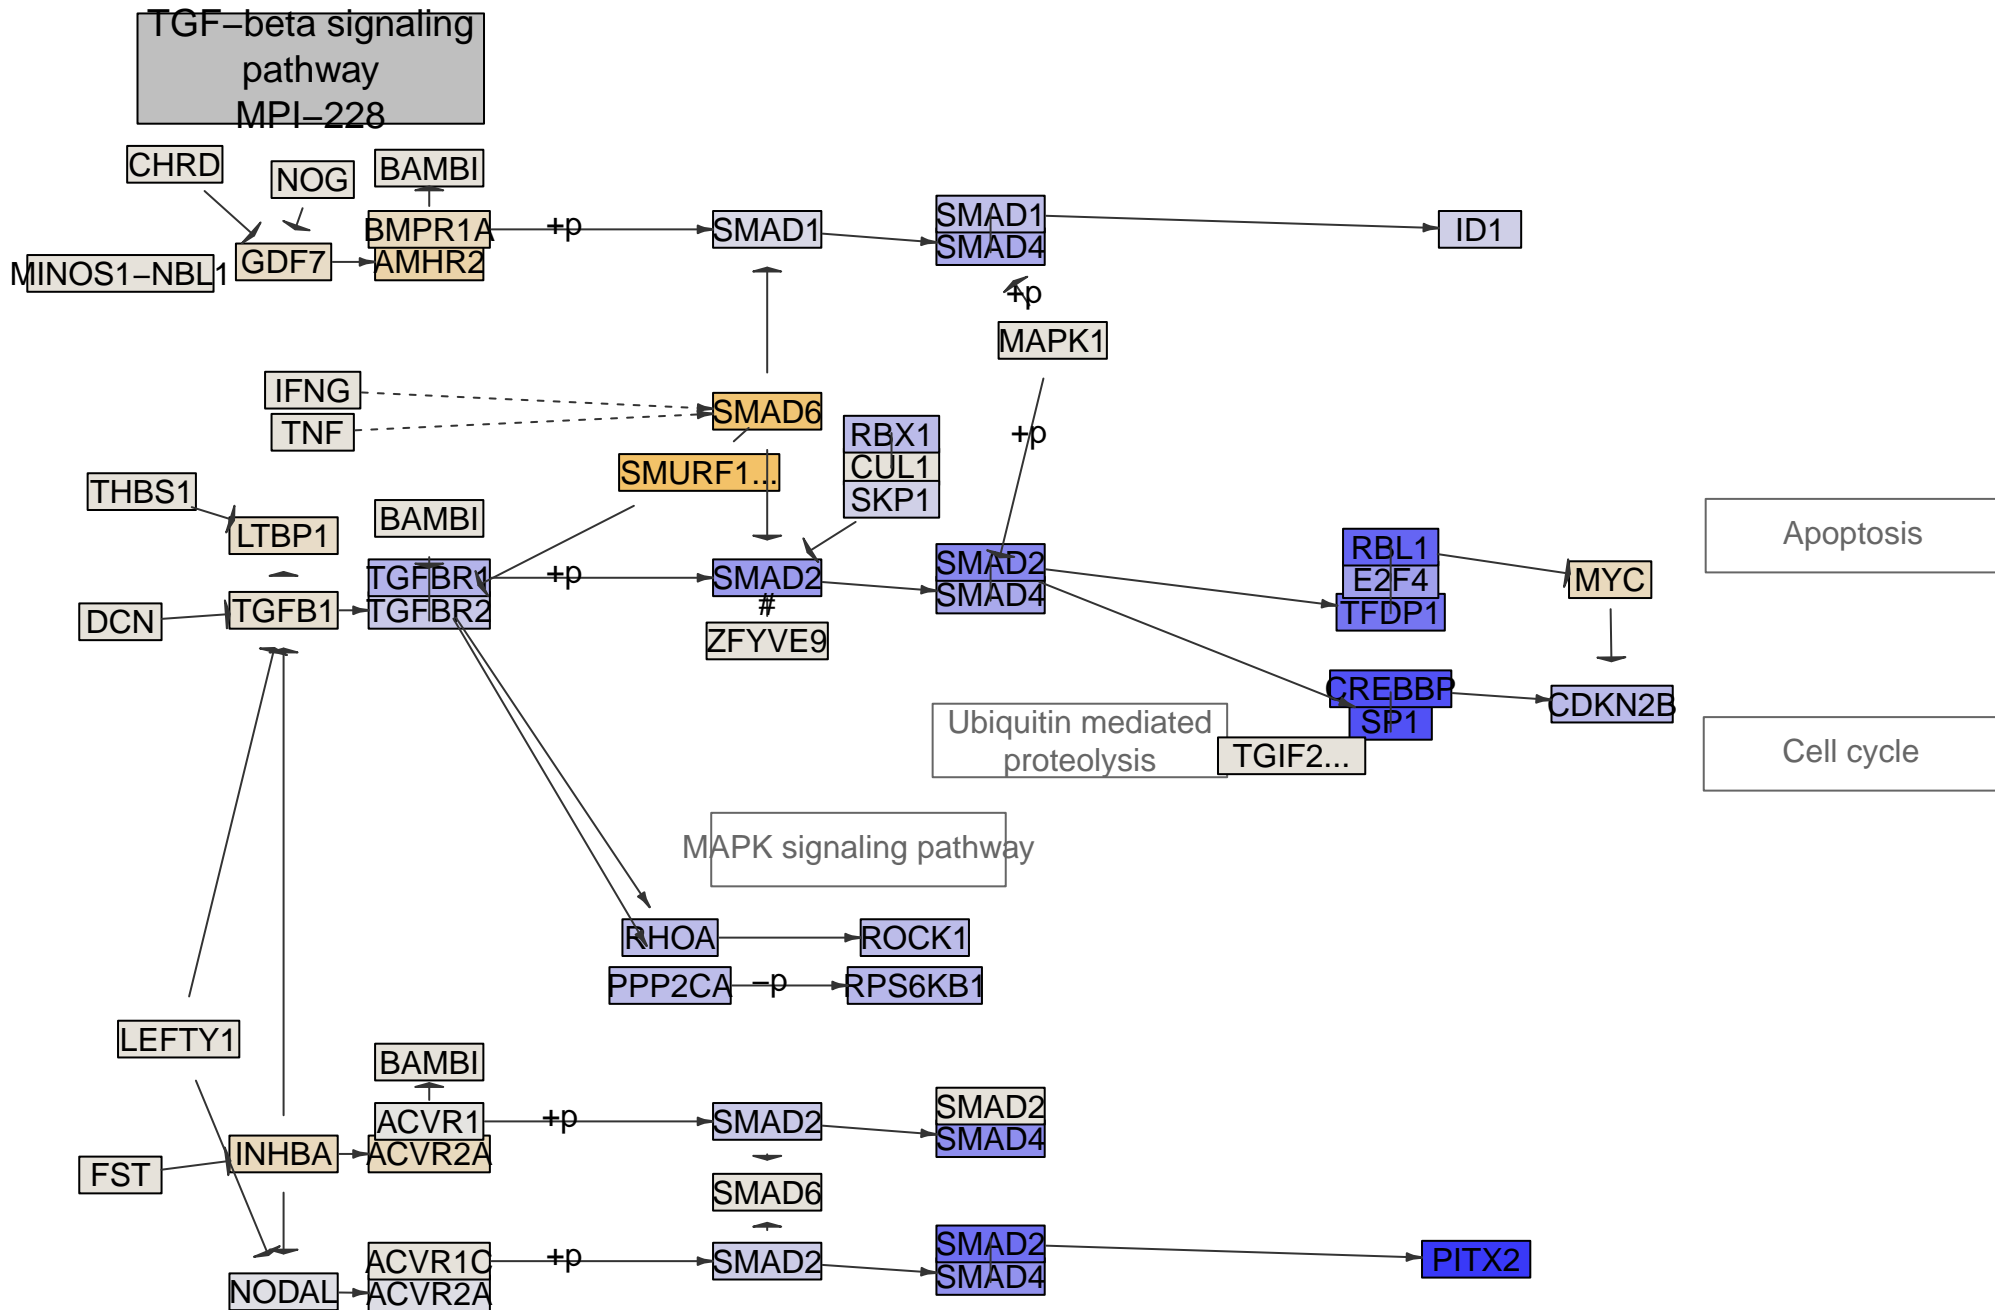 TGF−beta signaling
pathway
MPI−228
CHRD
NOG
BAMBI
BMPR1A
+p
SMAD1
SMAD1
SMAD4
ID1
MINOS1−NBL1
GDF7
AMHR2
+p
MAPK1
IFNG
TNF
SMAD6
RBX1
CUL1
SKP1
+p
SMURF1...
THBS1
LTBP1
BAMBI
TGFBR1
TGFBR2
+p
SMAD2
#
ZFYVE9
SMAD2
SMAD4
RBL1
E2F4
TFDP1
MYC
Apoptosis
DCN
TGFB1
CREBBP
SP1
CDKN2B
Ubiquitin mediated
proteolysis
TGIF2...
Cell cycle
MAPK signaling pathway
RHOA
ROCK1
PPP2CA
−p
RPS6KB1
LEFTY1
BAMBI
ACVR1
+p
SMAD2
SMAD2
SMAD4
FST
INHBA
ACVR2A
SMAD6
ACVR1C
+p
SMAD2
SMAD2
SMAD4
PITX2
NODAL
ACVR2A